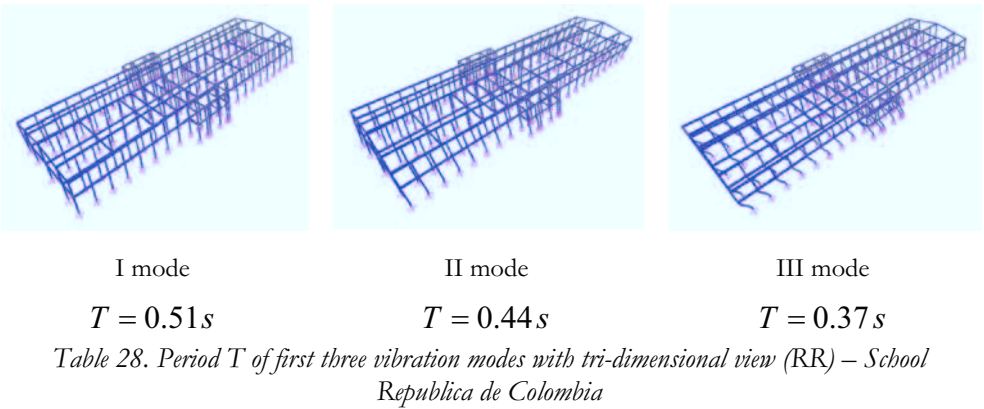 I mode II mode III mode
T = 0.51s T = 0.44s T = 0.37s
Table 28. Period T of first three vibration modes with tri-dimensional view (RR) – School
Republica de Colombia